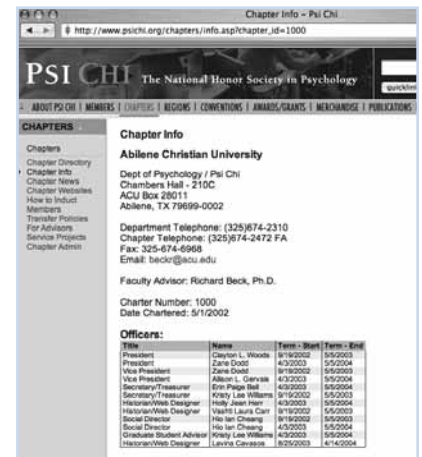 Chapter Info – Psi Chi
http://www.psichi.org/chapters/info.asp?chapter_id=1000
PSI CHI The National Honor Society in Psychology
quicklin
ABOUT PSI CHI | MEMBERS | CHAPTERS | REGIONS | CONVENTIONS | AWARDS/GRANTS | MERCHANDISE | PUBLICATIONS
CHAPTERS
Chapters
Chapter Directory
Chapter Info
Chapter News
Chapter Websites
How to Induct
Members
Transfer Policies
For Advisors
Service Projects
Chapter Admin
Chapter Info
Abilene Christian University
Dept of Psychology / Psi Chi
Chambers Hall - 210C
ACU Box 28011
Abilene, TX 79699-0002
Department Telephone: (325)674-2310
Chapter Telephone: (325)674-2472 FA
Fax: 325-674-6968
Email: beckr@acu.edu
Faculty Advisor: Richard Beck, Ph.D.
Charter Number: 1000
Date Chartered: 5/1/2002
Officers:
Title Name Term - Start Term - End
President Clayton L. Woods 9/19/2002 5/5/2003
President Zane Dodd 4/3/2003 5/5/2004
Vice President Zane Dodd 9/19/2002 5/5/2003
Vice President Allison L. Gervais 4/3/2003 5/5/2004
Secretary/Treasurer Erin Paige Bell 4/3/2003 5/5/2004
Secretary/Treasurer Kristy Lee Williams 9/19/2002 5/5/2003
Historian/Web Designer Holly Jean Herr 4/3/2003 5/5/2004
Historian/Web Designer Vashti Laura Carr 9/19/2002 5/5/2003
Social Director Hio Ian Cheang 9/19/2002 5/5/2003
Social Director Hio Ian Cheang 4/3/2003 5/5/2004
Graduate Student Advisor Kristy Lee Williams 4/3/2003 5/5/2004
Historian/Web Designer Lavina Cavasos 8/25/2003 4/14/2004